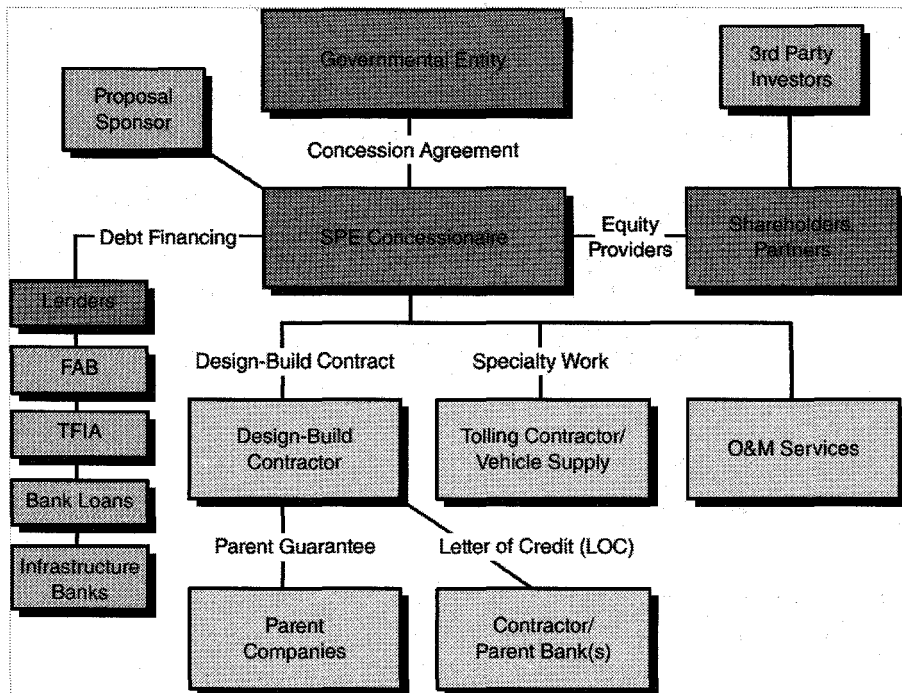 Governmental Entity
3rd Party
Investors
Proposal
Sponsor
Concession Agreement
SPE Concessionaire
Equity
Providers
Shareholders
Partners
Debt Financing
Lenders
FAB
TFIA
Bank Loans
Infrastructure
Banks
Design-Build Contract
Specialty Work
Design-Build
Contractor
Tolling Contractor/
Vehicle Supply
O&M Services
Parent Guarantee
Letter of Credit (LOC)
Parent
Companies
Contractor/
Parent Bank(s)